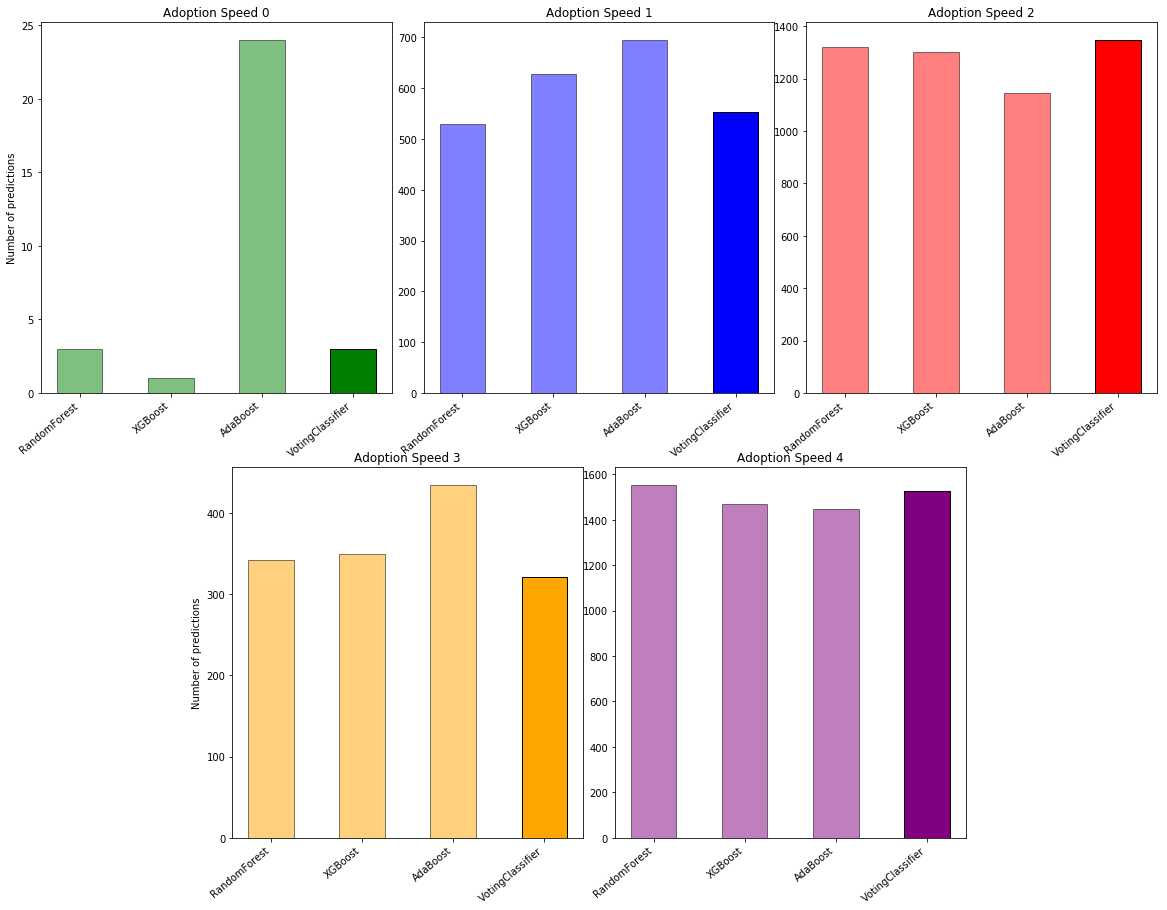 Adoption Speed 0
Number of predictions
25
20
15
10
5
0
RandomForest
XGBoost
AdaBoost
VotingClassifier
Adoption Speed 1
700
600
500
400
300
200
100
0
RandomForest
XGBoost
AdaBoost
VotingClassifier
Adoption Speed 2
1400
1200
1000
800
600
400
200
0
RandomForest
XGBoost
AdaBoost
VotingClassifier
Adoption Speed 3
Number of predictions
400
300
200
100
0
RandomForest
XGBoost
AdaBoost
VotingClassifier
Adoption Speed 4
1600
1400
1200
1000
800
600
400
200
0
RandomForest
XGBoost
AdaBoost
VotingClassifier